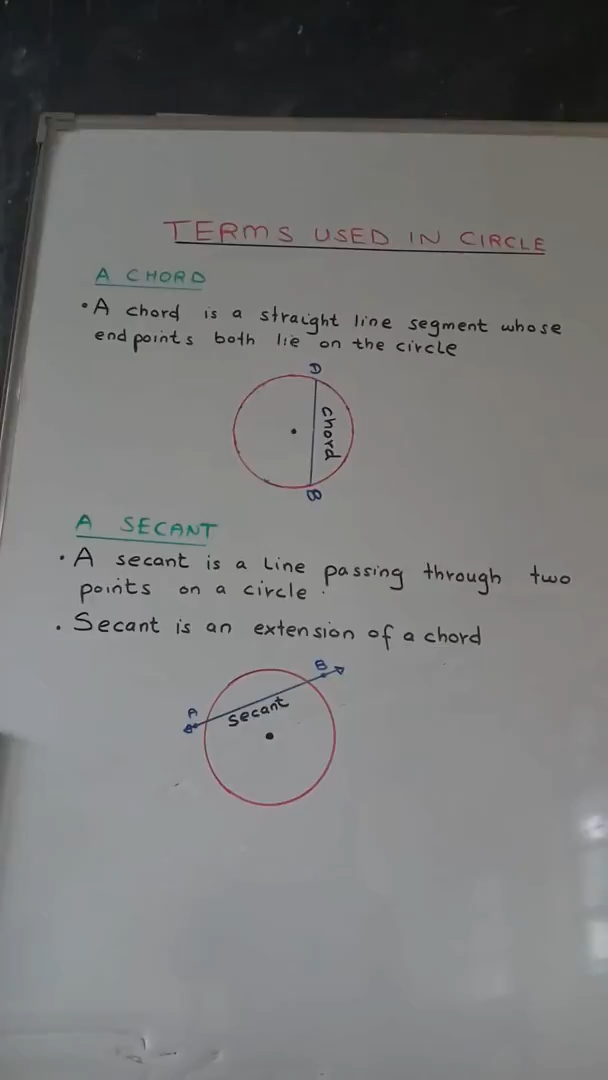 TERMS USED IN CIRCLE
A CHORD
• A chord is a straight line segment whose
end points both lie on the circle
D
chord
B
A SECANT
• A secant is a Line passing through two
points on a circle.
• Secant is an extension of a chord
B
A
secant